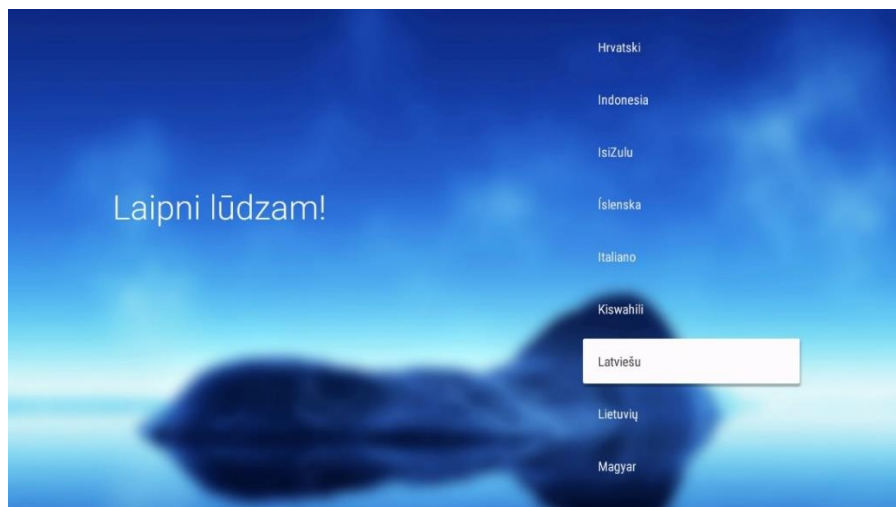 Laipni lūdzam!
Hrvatski
Indonesia
IsiZulu
Íslenska
Italiano
Kiswahili
Latviešu
Lietuvių
Magyar